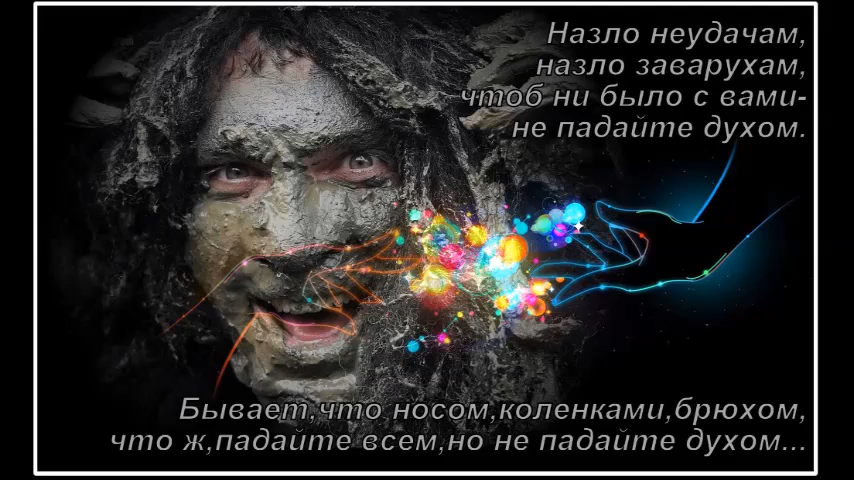 Назло неудачам,
назло заварухам,
чтоб ни было с вами-
не падайте духом.
Бывает,что носом,коленками,брюхом,
что ж,падайте всем,но не падайте духом...